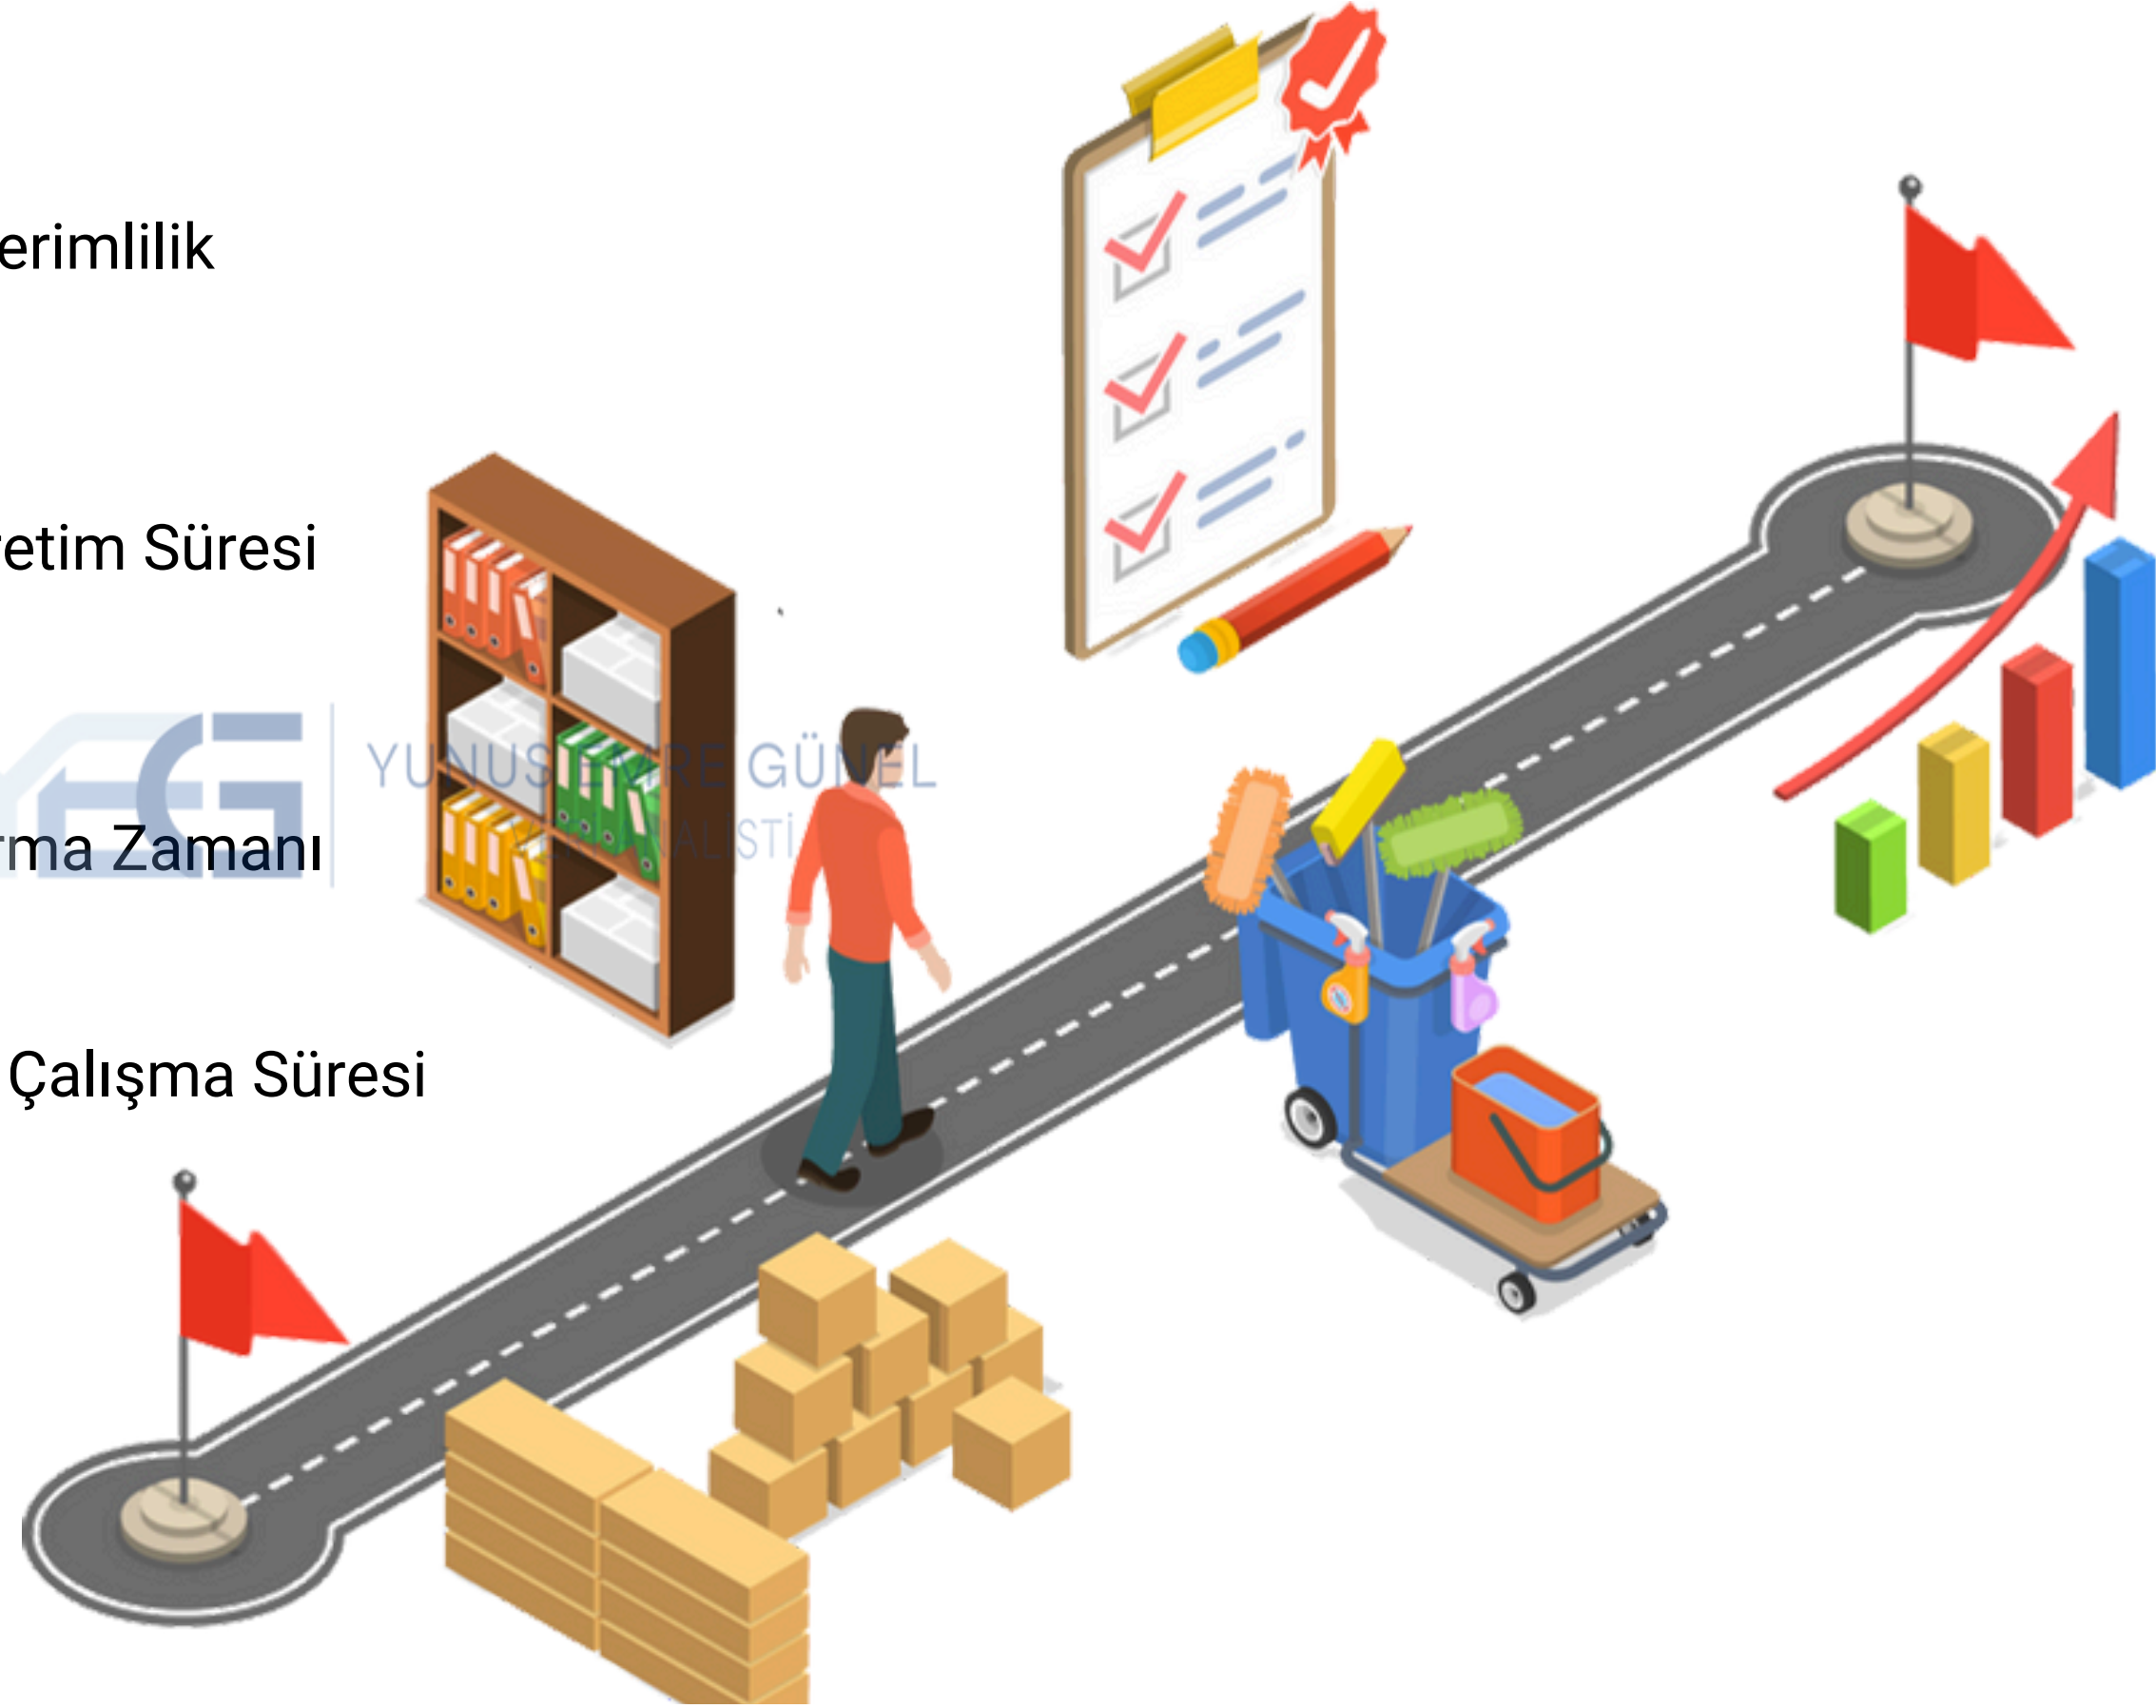 erimlilik
etim Süresi
YUNUS EMRE GÜNEL
rma Zamanı
Çalışma Süresi